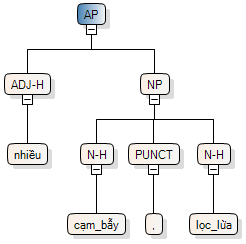 AP
ADJ-H NP
nhiều N-H PUNCT N-H
cạm_bẫy , lọc_lừa